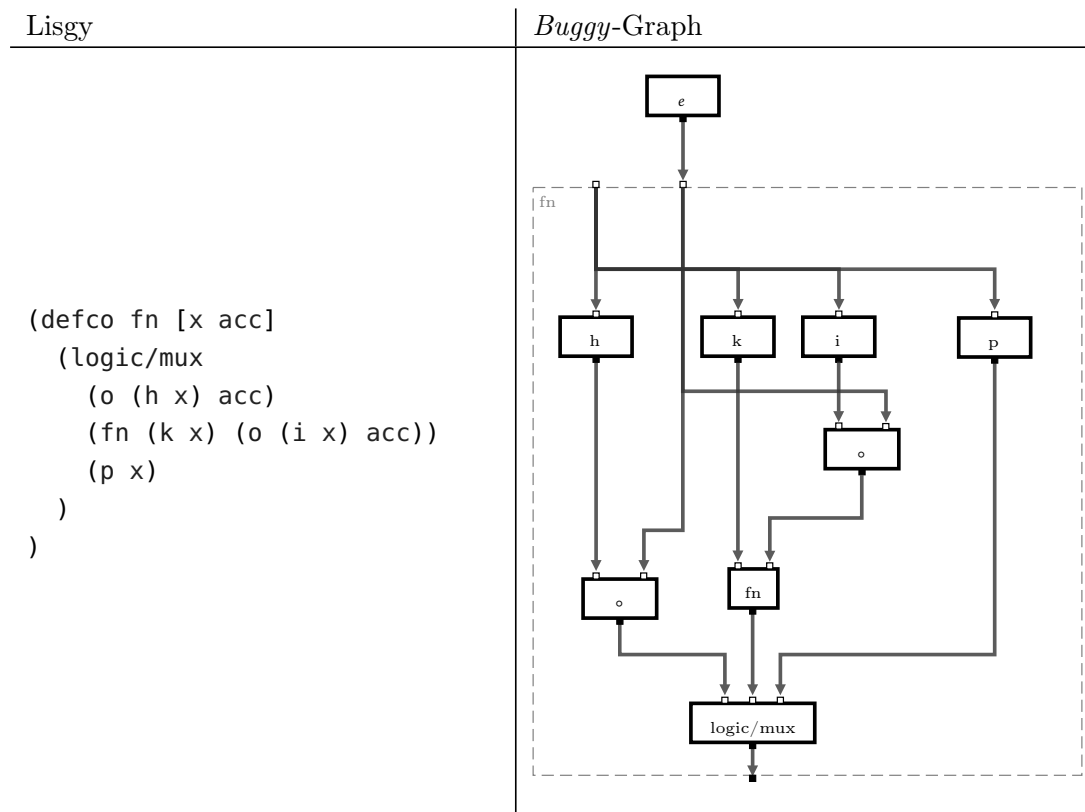 Lisgy
Buggy-Graph
(defco fn [x acc]
(logic/mux
(o (h x) acc)
(fn (k x) (o (i x) acc))
(p x)
)
)
e
fn
h k i p
∘
∘ fn
logic/mux